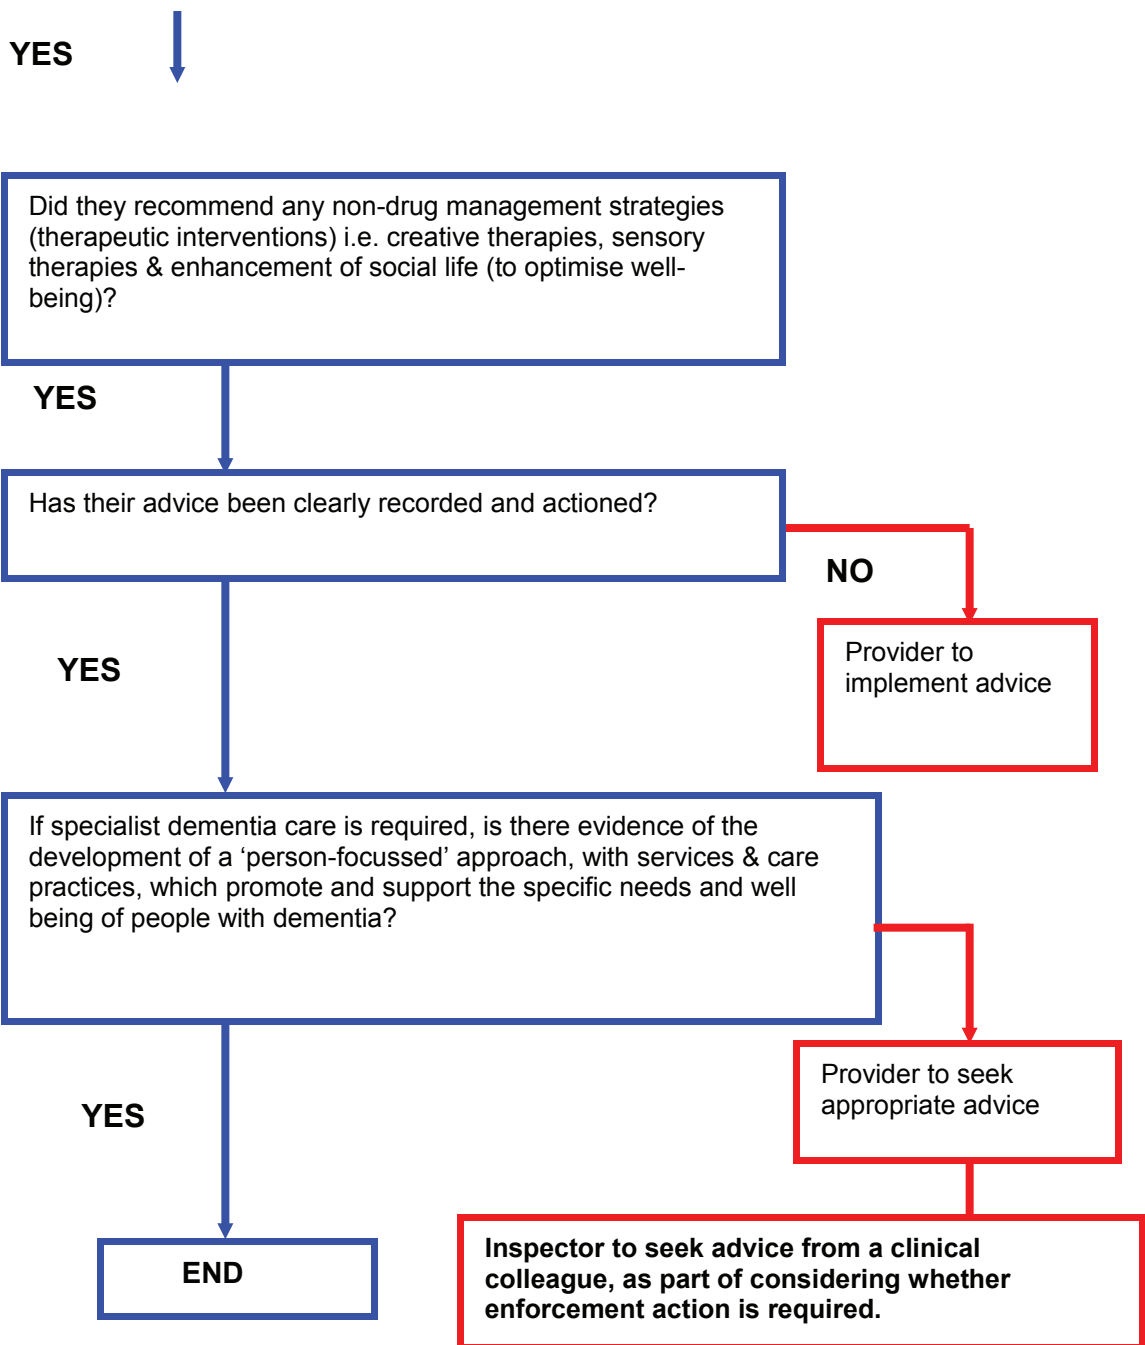 YES
Did they recommend any non-drug management strategies
(therapeutic interventions) i.e. creative therapies, sensory
therapies & enhancement of social life (to optimise well-
being)?
YES
Has their advice been clearly recorded and actioned?
NO
Provider to
implement advice
YES
If specialist dementia care is required, is there evidence of the
development of a ‘person-focussed’ approach, with services & care
practices, which promote and support the specific needs and well
being of people with dementia?
Provider to seek
appropriate advice
YES
END
Inspector to seek advice from a clinical
colleague, as part of considering whether
enforcement action is required.